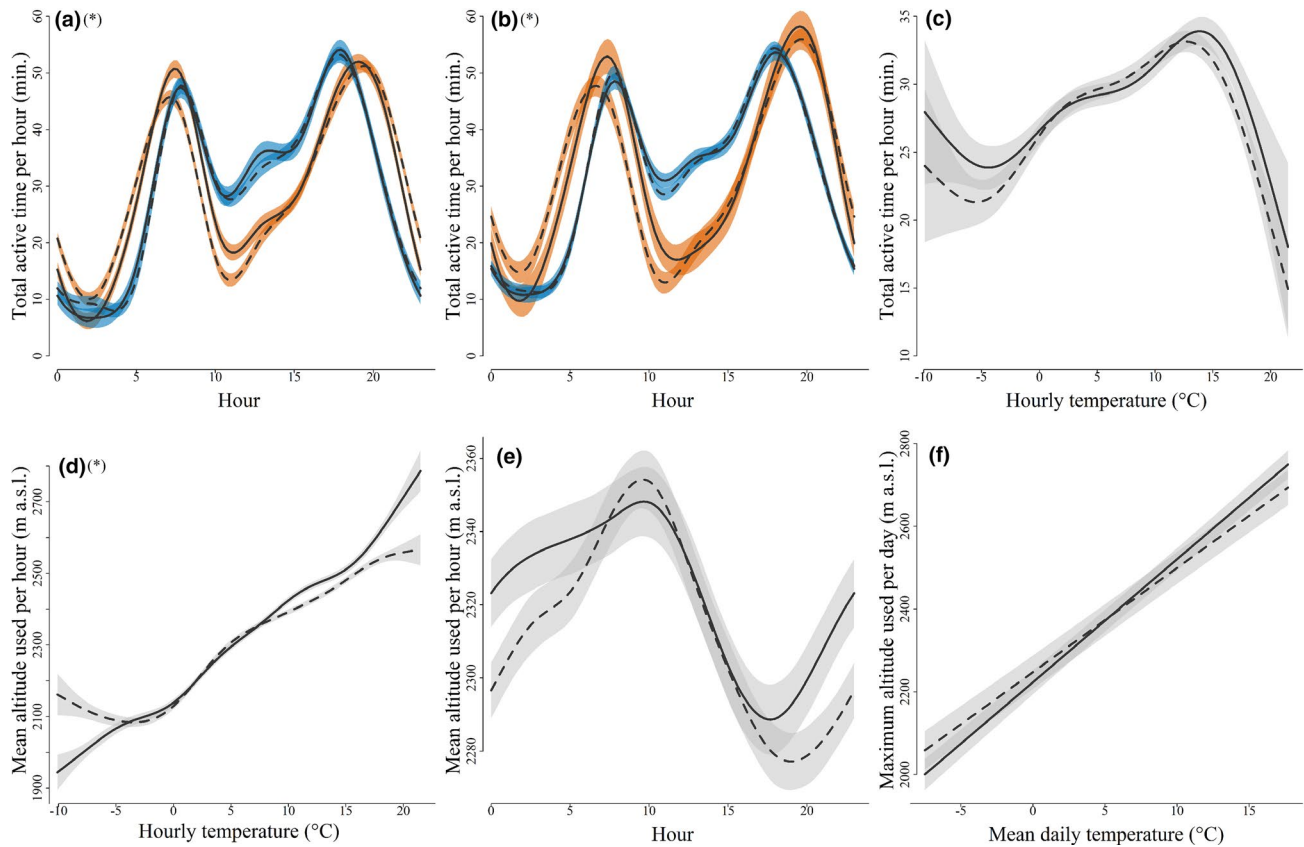 (a)(*)
Total active time per hour (min.)
0 10 20 30 40 50 60
0 5 10 15 20
Hour
(b)(*)
Total active time per hour (min.)
0 10 20 30 40 50 60
0 5 10 15 20
Hour
(c)
Total active time per hour (min.)
10 15 20 25 30 35
-10 -5 0 5 10 15 20
Hourly temperature (°C)
(d)(*)
Mean altitude used per hour (m a.s.l.)
1900 2100 2300 2500 2700
-10 -5 0 5 10 15 20
Hourly temperature (°C)
(e)
Mean altitude used per hour (m a.s.l.)
2280 2300 2320 2340 2360
0 5 10 15 20
Hour
(f)
Maximum altitude used per day (m a.s.l.)
2000 2200 2400 2600 2800
-5 0 5 10 15
Mean daily temperature (°C)